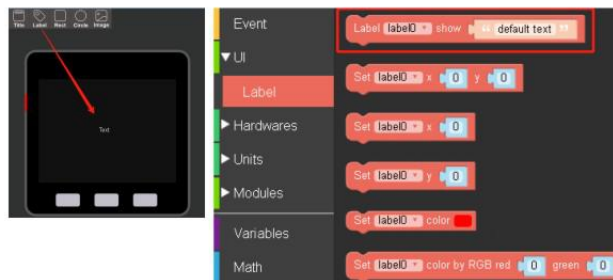 Title Label Rect Circle Image
Text
Event
UI
Label
Hardwares
Units
Modules
Variables
Math
Label label0 show “ default text ”
Set label0 x 0 y 0
Set label0 x 0
Set label0 y 0
Set label0 color
Set label0 color by RGB red 0 green 0